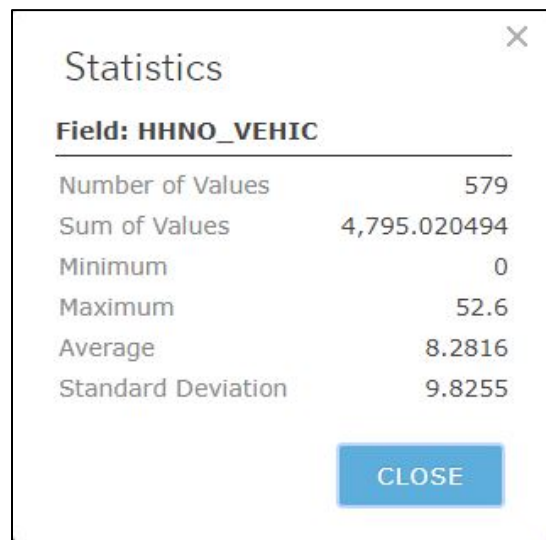 Statistics
Field: HHNO_VEHIC
Number of Values 579
Sum of Values 4,795.020494
Minimum 0
Maximum 52.6
Average 8.2816
Standard Deviation 9.8255
CLOSE